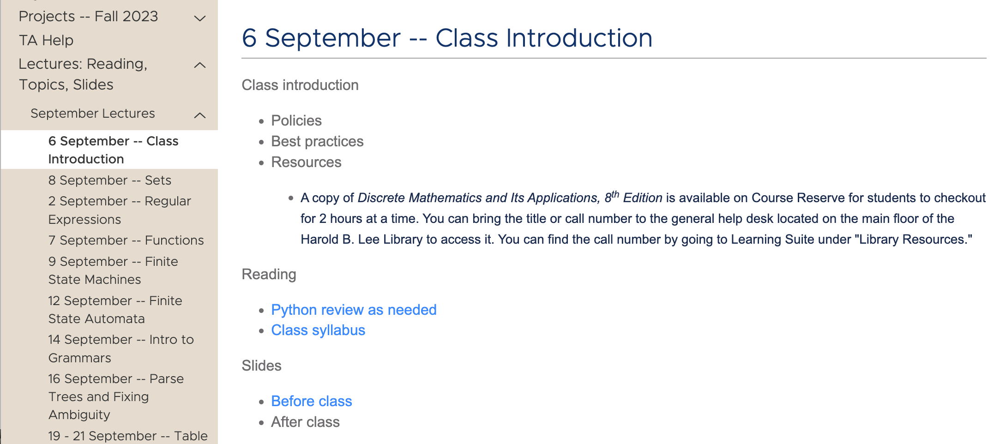 Projects -- Fall 2023
TA Help
Lectures: Reading,
Topics, Slides
September Lectures
6 September -- Class
Introduction
8 September -- Sets
2 September -- Regular
Expressions
7 September -- Functions
9 September -- Finite
State Machines
12 September -- Finite
State Automata
14 September -- Intro to
Grammars
16 September -- Parse
Trees and Fixing
Ambiguity
19 - 21 September -- Table
6 September -- Class Introduction
Class introduction
• Policies
• Best practices
• Resources
• A copy of Discrete Mathematics and Its Applications, 8th Edition is available on Course Reserve for students to checkout
for 2 hours at a time. You can bring the title or call number to the general help desk located on the main floor of the
Harold B. Lee Library to access it. You can find the call number by going to Learning Suite under "Library Resources."
Reading
• Python review as needed
• Class syllabus
Slides
• Before class
• After class